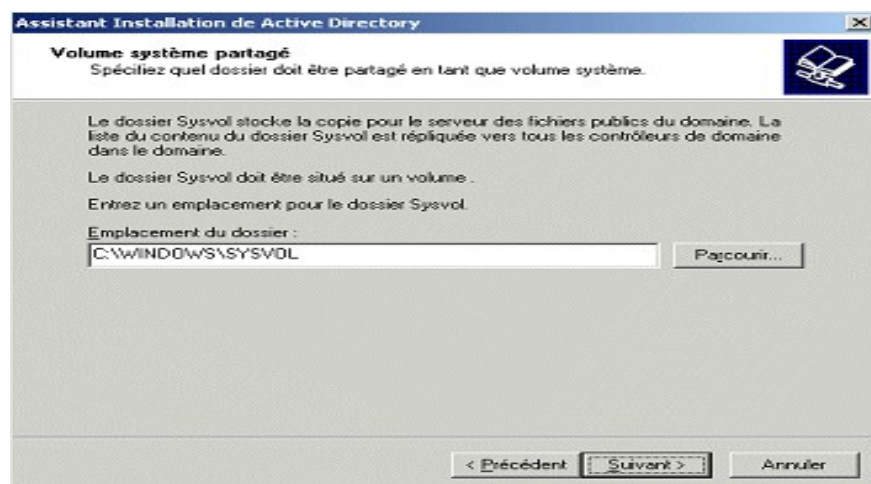 Assistant Installation de Active Directory
Volume système partagé
Spécifiez quel dossier doit être partagé en tant que volume système.
Le dossier Sysvol stocke la copie pour le serveur des fichiers publics du domaine. La
liste du contenu du dossier Sysvol est répliquée vers tous les contrôleurs de domaine
dans le domaine.
Le dossier Sysvol doit être situé sur un volume .
Entrez un emplacement pour le dossier Sysvol.
Emplacement du dossier :
C:\WINDOWS\SYSVOL
Parcourir...
< Précédent
Suivant >
Annuler